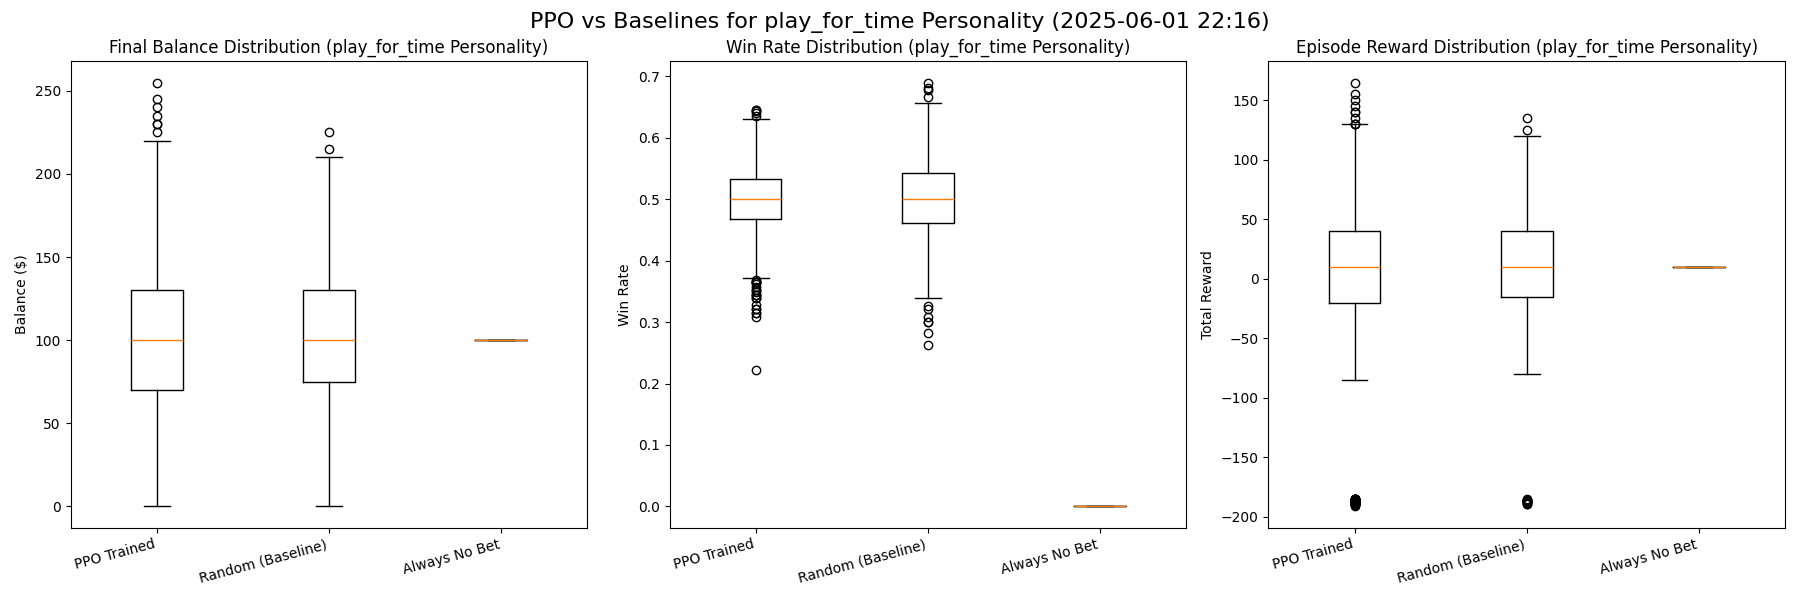 PPO vs Baselines for play_for_time Personality (2025-06-01 22:16)
Final Balance Distribution (play_for_time Personality)
Balance ($)
250
200
150
100
50
0
PPO Trained
Random (Baseline)
Always No Bet
Win Rate Distribution (play_for_time Personality)
Win Rate
0.7
0.6
0.5
0.4
0.3
0.2
0.1
0.0
PPO Trained
Random (Baseline)
Always No Bet
Episode Reward Distribution (play_for_time Personality)
Total Reward
150
100
50
0
−50
−100
−150
−200
PPO Trained
Random (Baseline)
Always No Bet